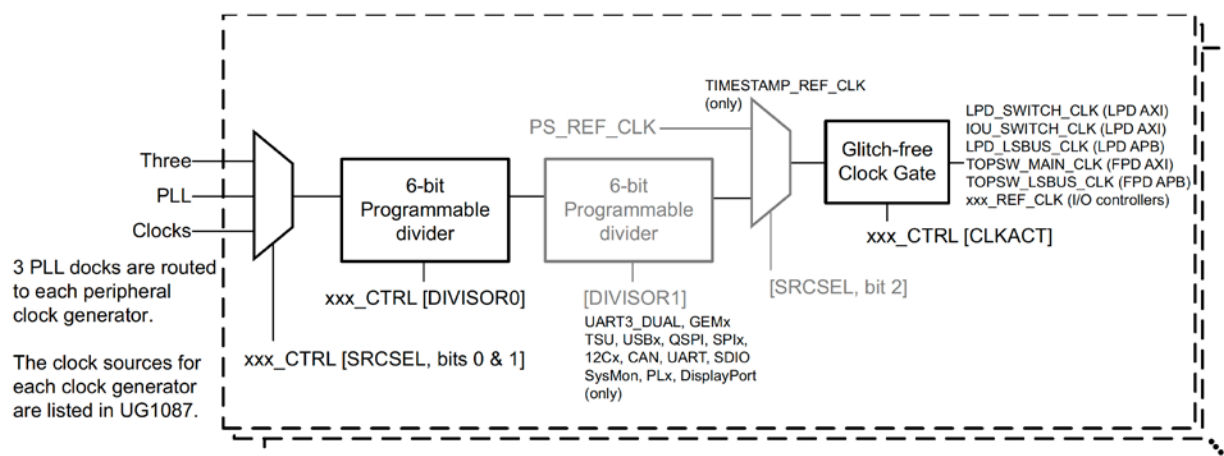 TIMESTAMP_REF_CLK
(only)
PS_REF_CLK
LPD_SWITCH_CLK (LPD AXI)
IOU_SWITCH_CLK (LPD AXI)
LPD_LSBUS_CLK (LPD APB)
TOPSW_MAIN_CLK (FPD AXI)
TOPSW_LSBUS_CLK (FPD APB)
xxx_REF_CLK (I/O controllers)
Three
PLL
Clocks
6-bit
Programmable
divider
6-bit
Programmable
divider
Glitch-free
Clock Gate
xxx_CTRL [CLKACT]
3 PLL docks are routed
to each peripheral
clock generator.
xxx_CTRL [DIVISOR0]
[DIVISOR1]
[SRCSEL, bit 2]
UART3_DUAL, GEMx
TSU, USBx, QSPI, SPIx,
12Cx, CAN, UART, SDIO
SysMon, PLx, DisplayPort
(only)
xxx_CTRL [SRCSEL, bits 0 & 1]
The clock sources for
each clock generator
are listed in UG1087.